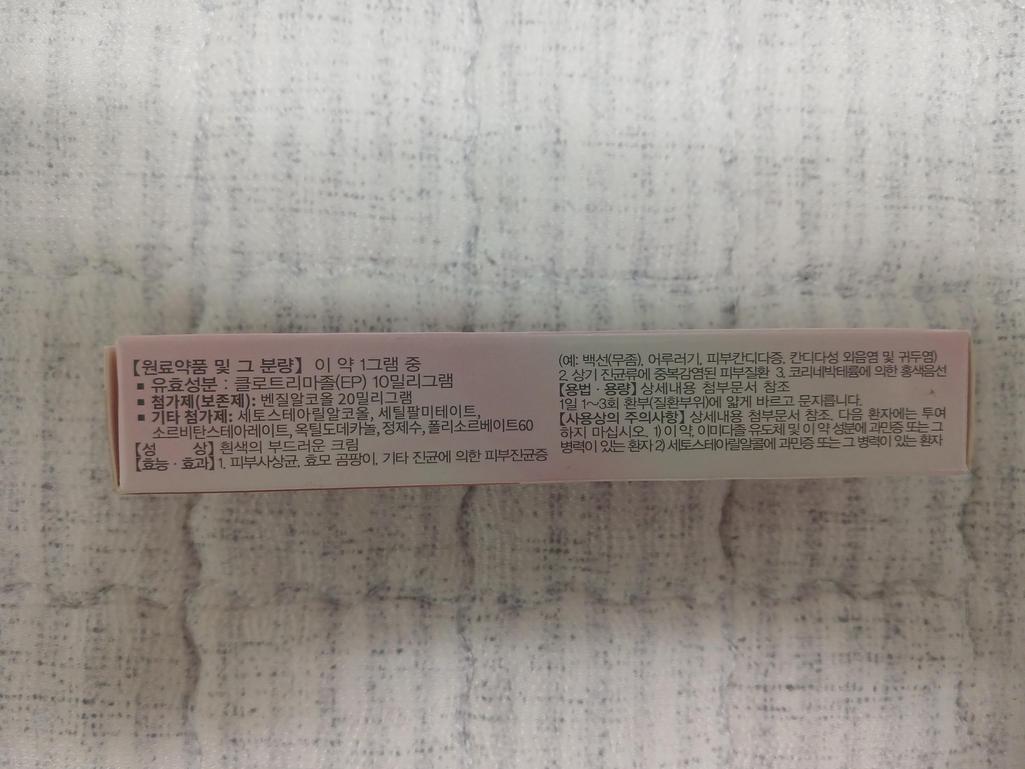 【원료약품 및 그 분량】 이 약 1그램 중
▪ 유효성분 : 클로트리마졸(EP) 10밀리그램
▪ 첨가제(보존제): 벤질알코올 20밀리그램
▪ 기타 첨가제: 세토스테아릴알코올, 세틸팔미테이트,
소르비탄스테아레이트, 옥틸도데카놀, 정제수, 폴리소르베이트60
【성 상】 흰색의 부드러운 크림
【효능·효과】 1. 피부사상균, 효모 곰팡이, 기타 진균에 의한 피부진균증
(예: 백선(무좀), 어루러기, 피부칸디다증, 칸디다성 외음염 및 귀두염)
2. 상기 진균류에 중복감염된 피부질환 3. 코리네박테륨에 의한 홍색음선
【용법·용량】 상세내용 첨부문서 참조
1일 1~3회 환부(질환부위)에 얇게 바르고 문지릅니다.
【사용상의 주의사항】 상세내용 첨부문서 참조. 다음 환자에는 투여
하지 마십시오. 1) 이 약, 이미다졸 유도체 및 이 약 성분에 과민증 또는 그
병력이 있는 환자 2) 세토스테아릴알콜에 과민증 또는 그 병력이 있는 환자